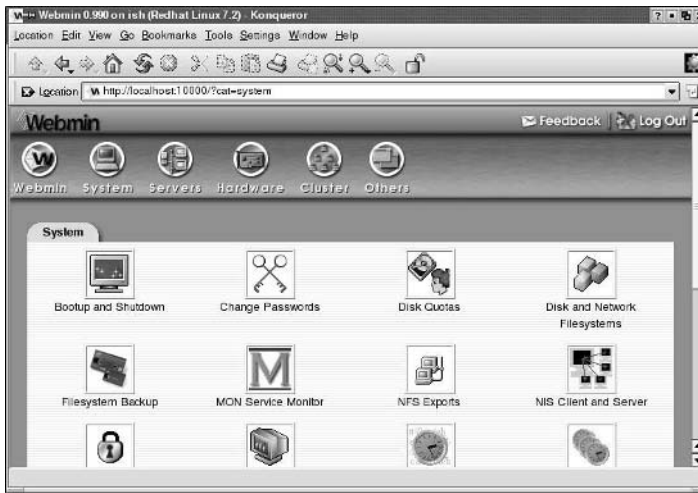 Webmin 0.990 on ish (Redhat Linux 7.2) - Konqueror
Location Edit View Go Bookmarks Tools Settings Window Help
Location http://localhost:10000/?cat=system
Webmin
Feedback Log Out
Webmin System Servers Hardware Cluster Others
System
Bootup and Shutdown
Change Passwords
Disk Quotas
Disk and Network
Filesystems
Filesystem Backup
MON Service Monitor
NFS Exports
NIS Client and Server